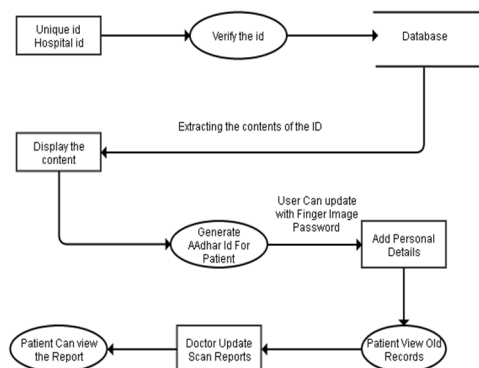 Unique id
Hospital id
Verify the id
Database
Extracting the contents of the ID
Display the
content
Generate
AAdhar Id For
Patient
User Can update
with Finger Image
Password
Add Personal
Details
Patient View Old
Records
Doctor Update
Scan Reports
Patient Can view
the Report